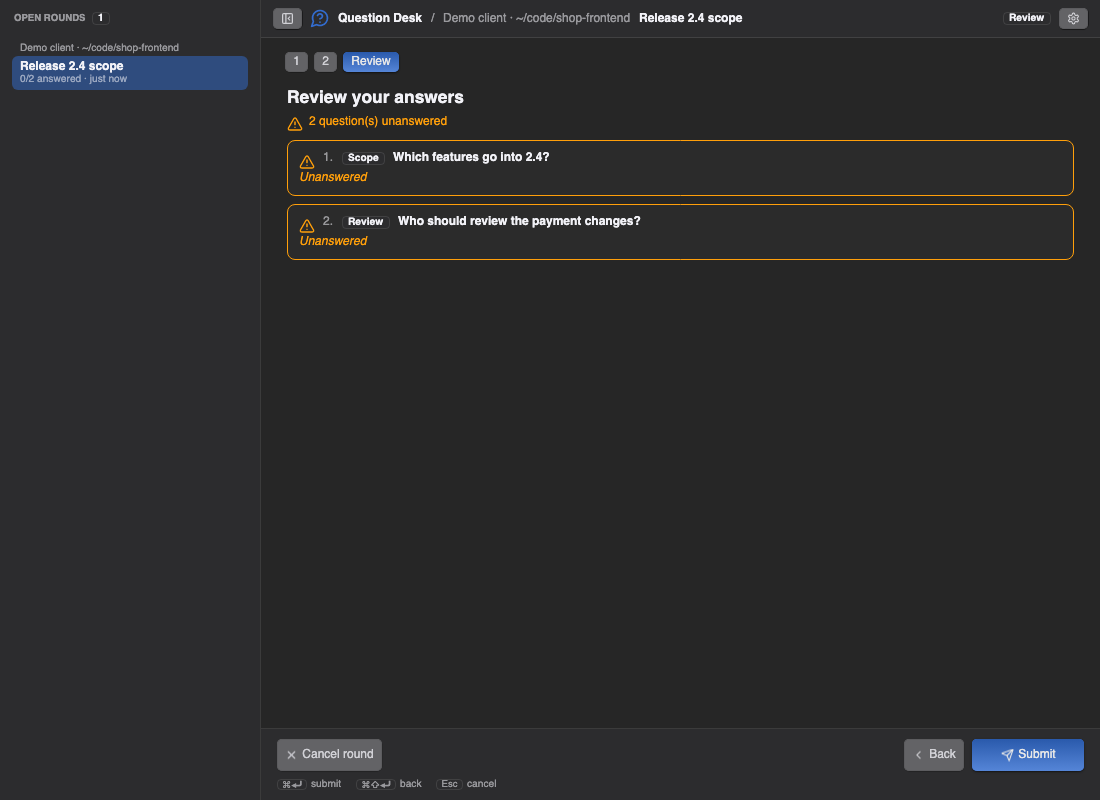 OPEN ROUNDS 1
Demo client · ~/code/shop-frontend
Release 2.4 scope
0/2 answered · just now
Question Desk / Demo client · ~/code/shop-frontend Release 2.4 scope Review
1 2 Review
Review your answers
2 question(s) unanswered
1. Scope Which features go into 2.4?
Unanswered
2. Review Who should review the payment changes?
Unanswered
Cancel round Back Submit
⌘↵ submit ⌘⇧↵ back Esc cancel